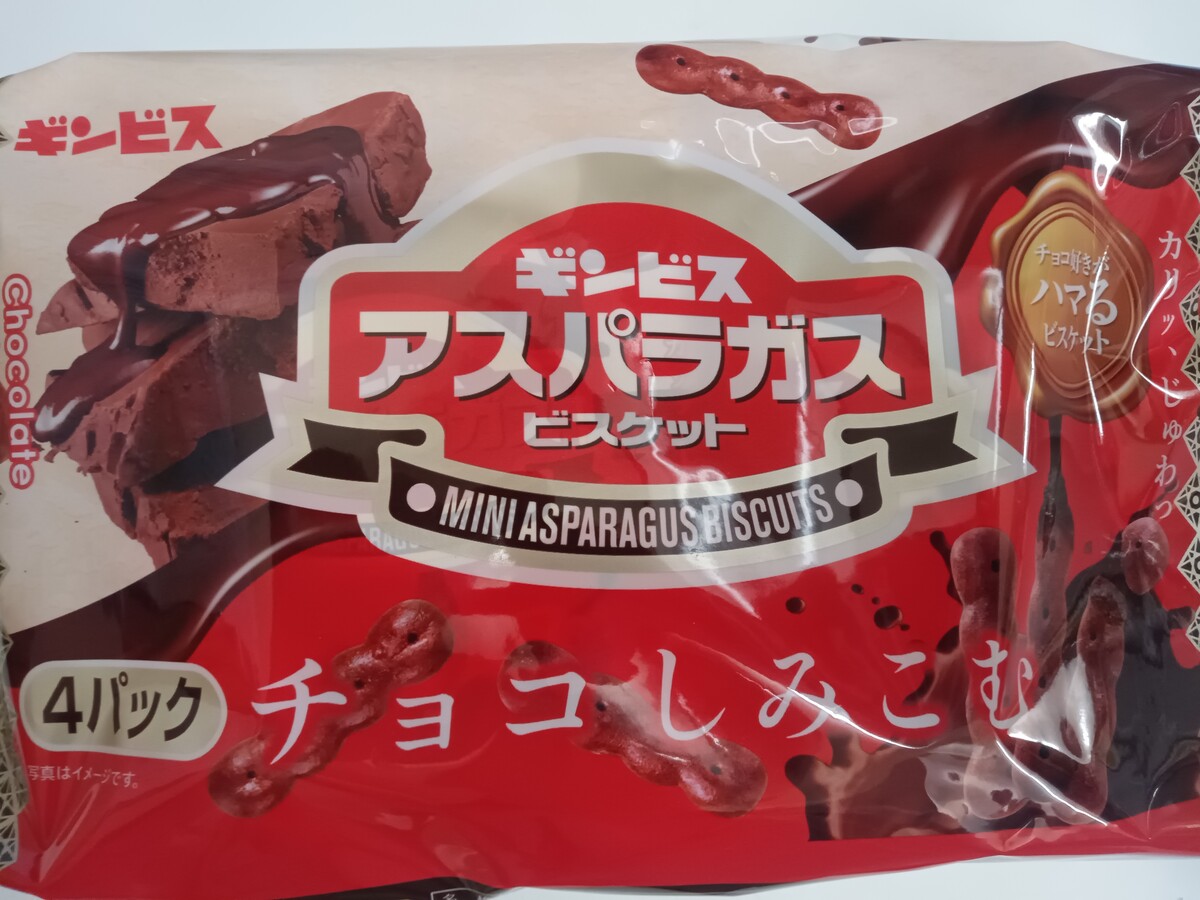 ギンビス
Chocolate
ギンビス
アスパラガス
ビスケット
MINI ASPARAGUS BISCUITS
チョコ好きが
ハマる
ビスケット
カリッ、じゅわっ
チョコしみこむ
4パック
写真はイメージです。